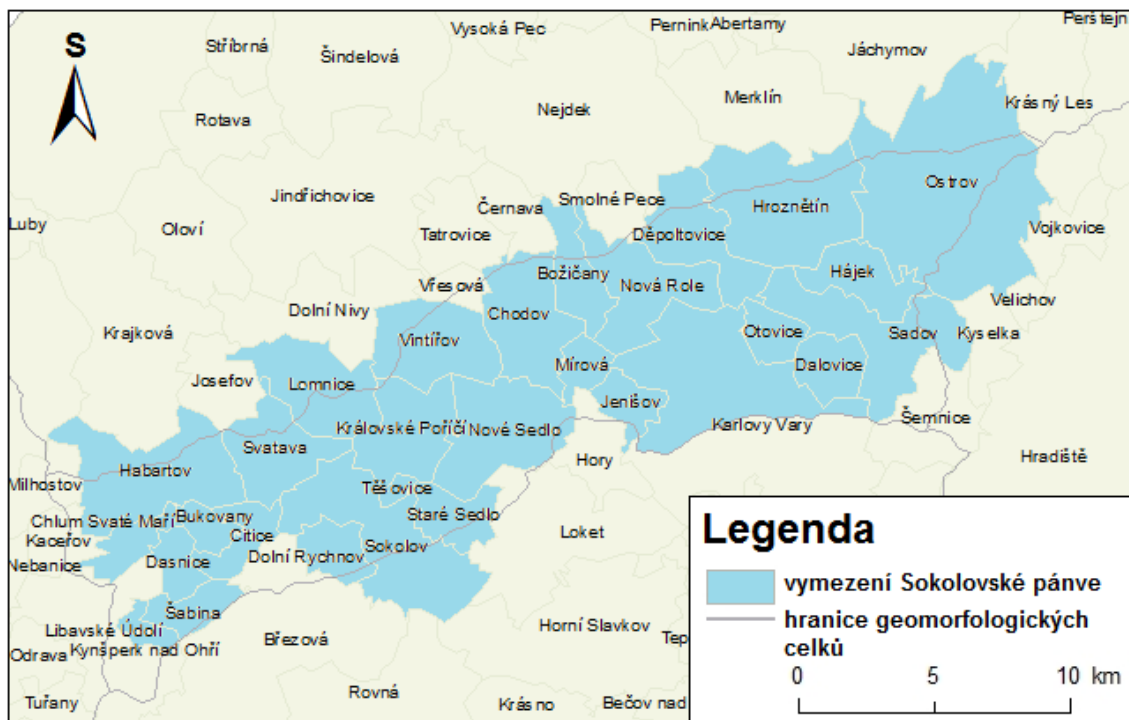 Perštejn
Vysoká Pec
Pernink
Abertamy
S
Stříbrná
Šindelová
Jáchymov
Merklín
Krásný Les
Nejdek
Rotava
Ostrov
Jindřichovice
Smolné Pece
Hroznětín
Černava
Luby
Oloví
Tatrovice
Děpoltovice
Vojkovice
Božičany
Hájek
Vřesová
Nová Role
Velichov
Dolní Nivy
Chodov
Krajková
Vintířov
Otovice
Sadov
Kyselka
Mírová
Dalovice
Josefov
Lomnice
Jenišov
Šemnice
Královské Poříčí
Nové Sedlo
Karlovy Vary
Svatava
Hory
Hradiště
Habartov
Milhostov
Těšovice
Chlum Svaté Maří
Bukovany
Staré Sedlo
Kaceřov
Citice
Loket
Nebanice
Dasnice
Dolní Rychnov
Sokolov
Šabina
Libavské Údolí
Horní Slavkov
Tep
Odrava
Kynšperk nad Ohří
Březová
Rovná
Tuřany
Krásno
Bečov nad
Legenda
vymezení Sokolovské pánve
hranice geomorfologických
celků
0 5 10 km